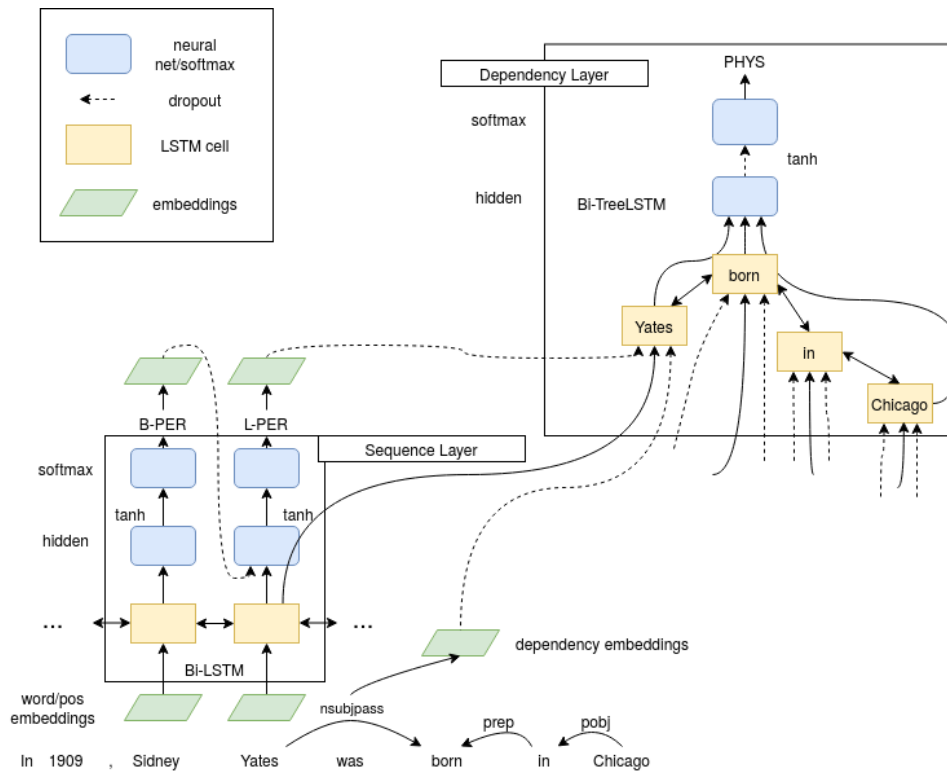 neural
net/softmax
dropout
LSTM cell
embeddings
Dependency Layer
PHYS
softmax
tanh
hidden
Bi-TreeLSTM
born
Yates
in
Chicago
B-PER
L-PER
Sequence Layer
softmax
tanh
tanh
hidden
...
...
Bi-LSTM
dependency embeddings
word/pos
embeddings
nsubjpass
prep
pobj
In 1909 , Sidney Yates was born in Chicago